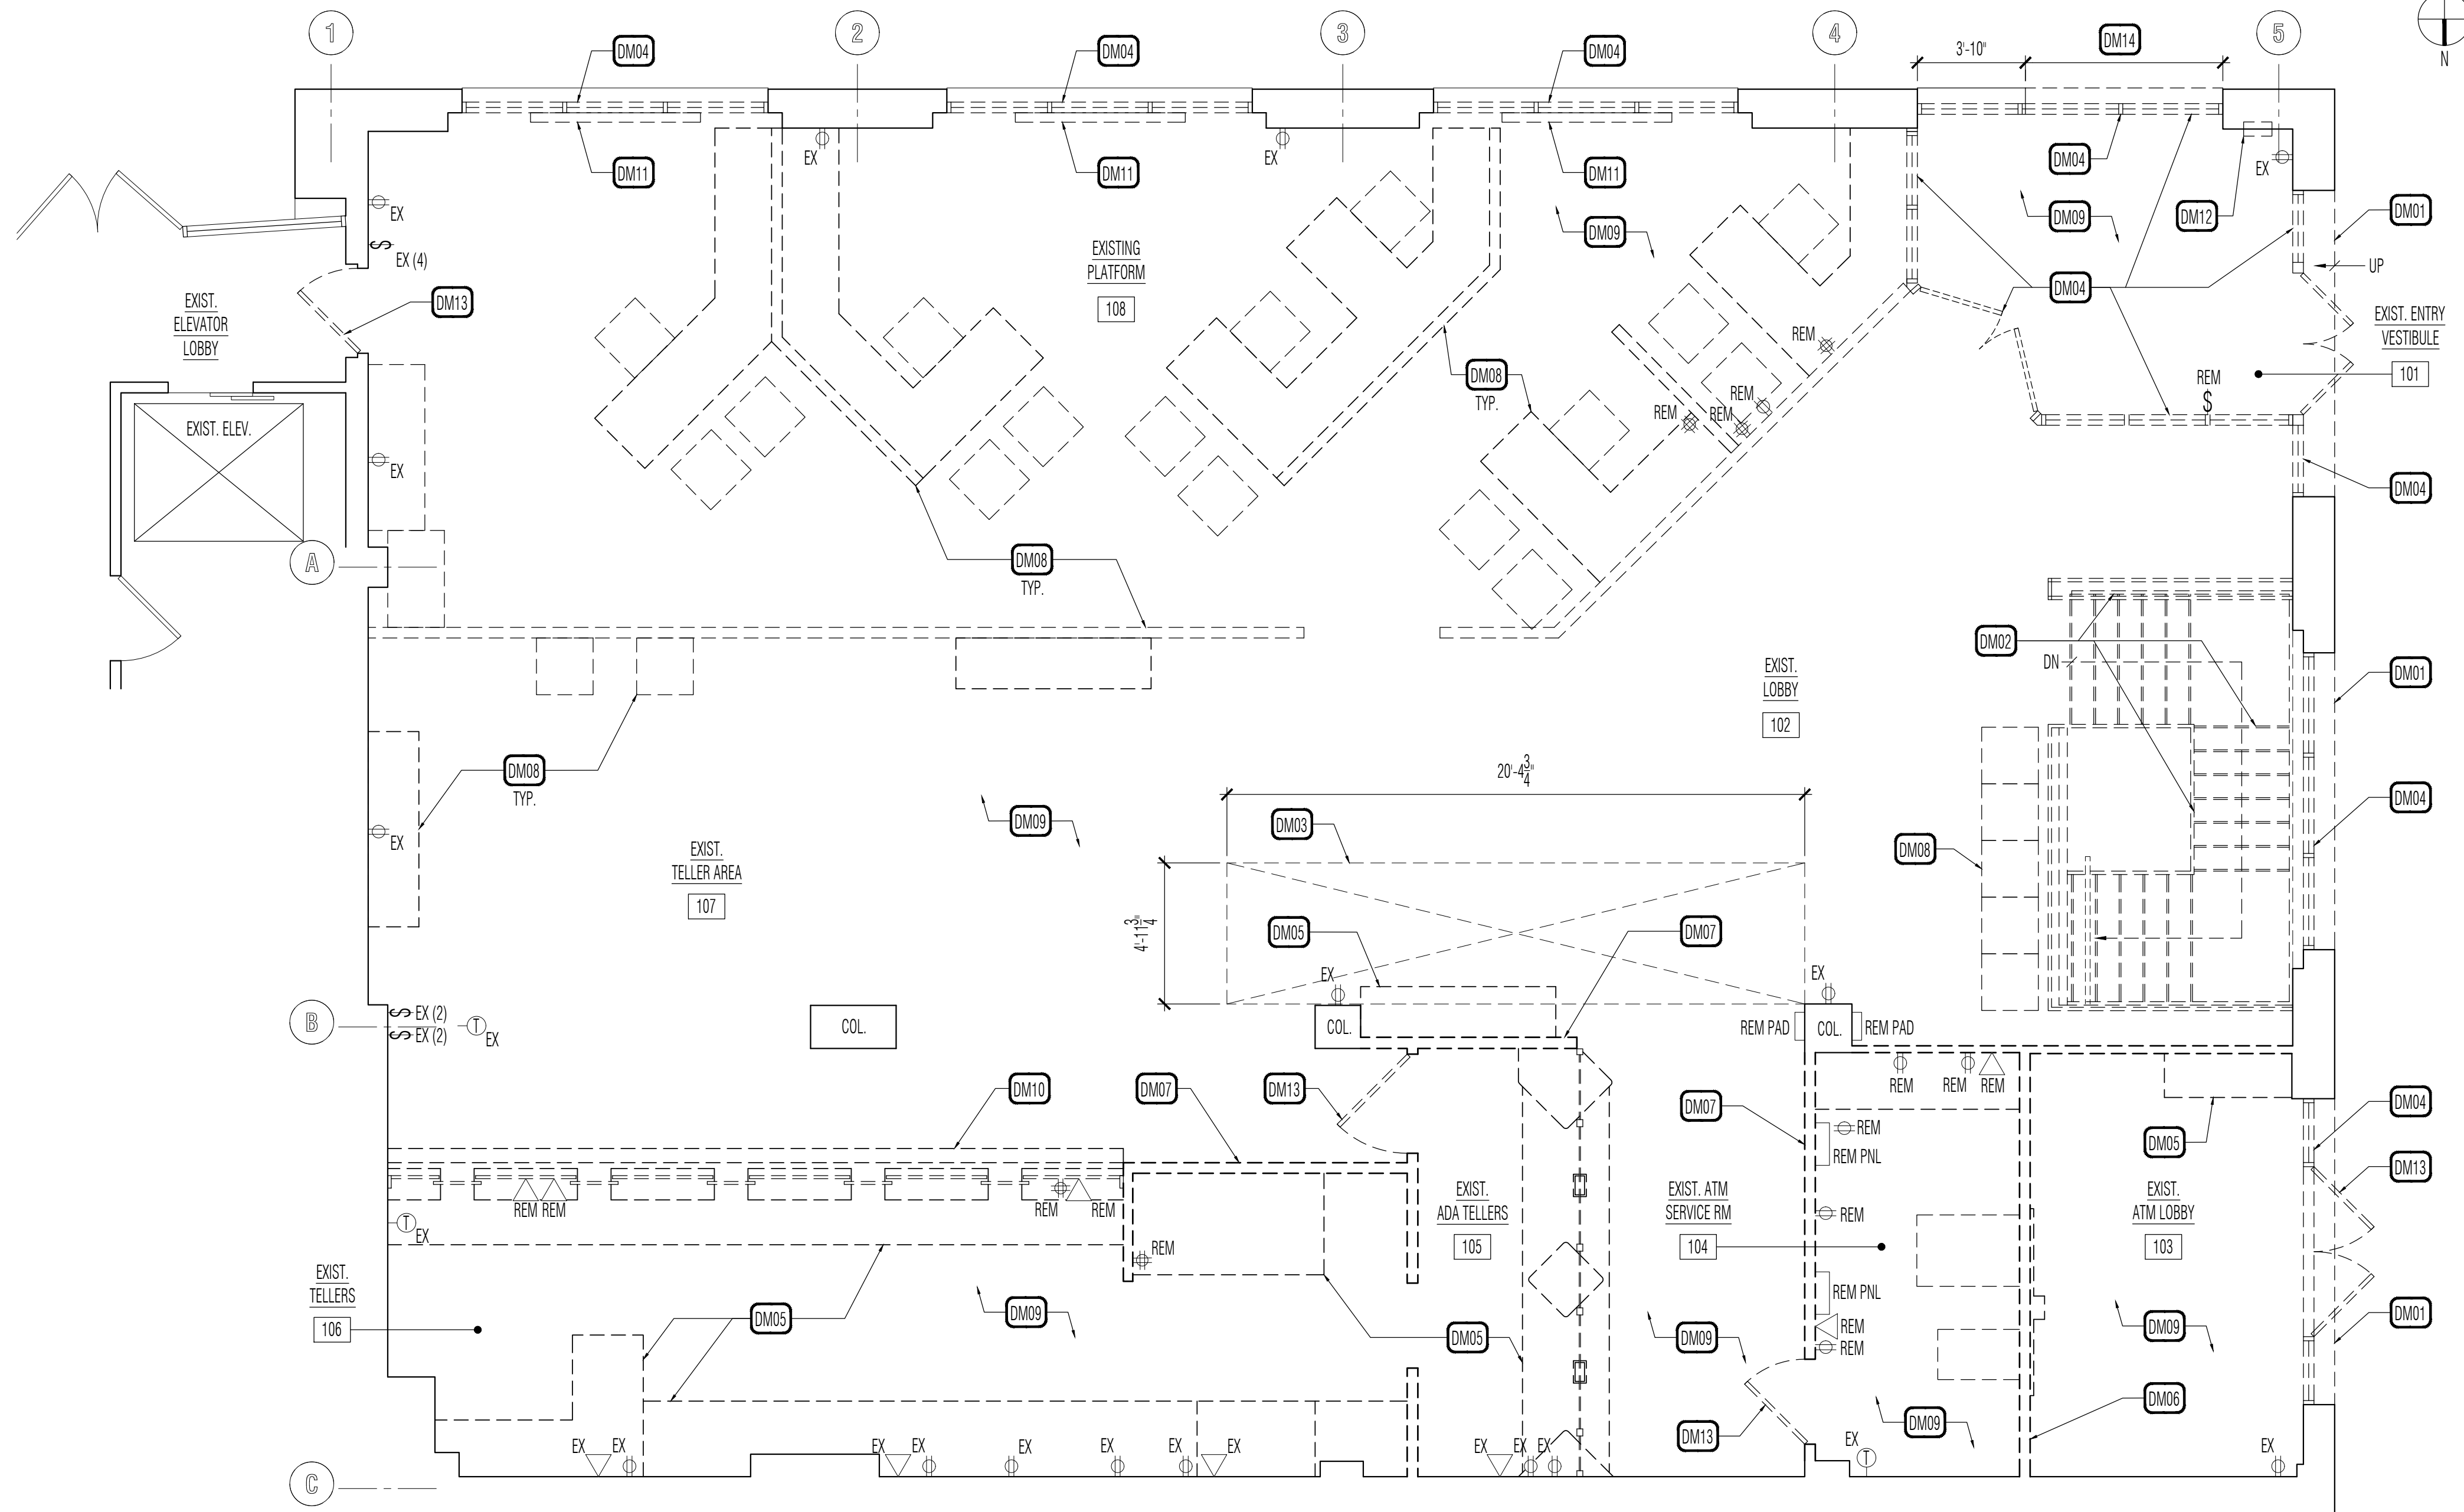 1
2
3
4
5
N
DM04
DM04
DM04
3'-10"
DM14
DM11
DM11
DM11
DM04
EX
EX
EX
DM09
DM12
DM01
EX
EX (4)
DM09
EXISTING
PLATFORM
108
UP
EXIST.
ELEVATOR
LOBBY
DM13
DM04
EXIST. ENTRY
VESTIBULE
101
REM
REM
DM08
TYP.
REM
REM
REM
EXIST. ELEV.
EX
DM04
A
DM08
TYP.
DM02
DN
EXIST.
LOBBY
102
DM01
DM08
TYP.
20'-4 3/4"
DM04
DM09
DM03
EX
DM08
EXIST.
TELLER AREA
107
4'-11 3/4"
DM05
DM07
EX
EX
B
EX (2)
EX (2)
T
EX
COL.
COL.
REM PAD
COL.
REM PAD
DM10
DM07
DM13
DM07
REM
REM
REM
DM04
REM
REM PNL
DM05
DM13
REM REM
REM
REM
EXIST.
ADA TELLERS
105
EXIST. ATM
SERVICE RM
104
EXIST.
ATM LOBBY
103
REM
T
EX
REM
EXIST.
TELLERS
106
DM05
DM09
DM05
DM09
REM PNL
REM
REM
DM09
DM01
DM06
DM13
DM09
EX
EX
EX
EX
EX
EX
EX
EX
EX
EX
EX
EX
T
EX
C